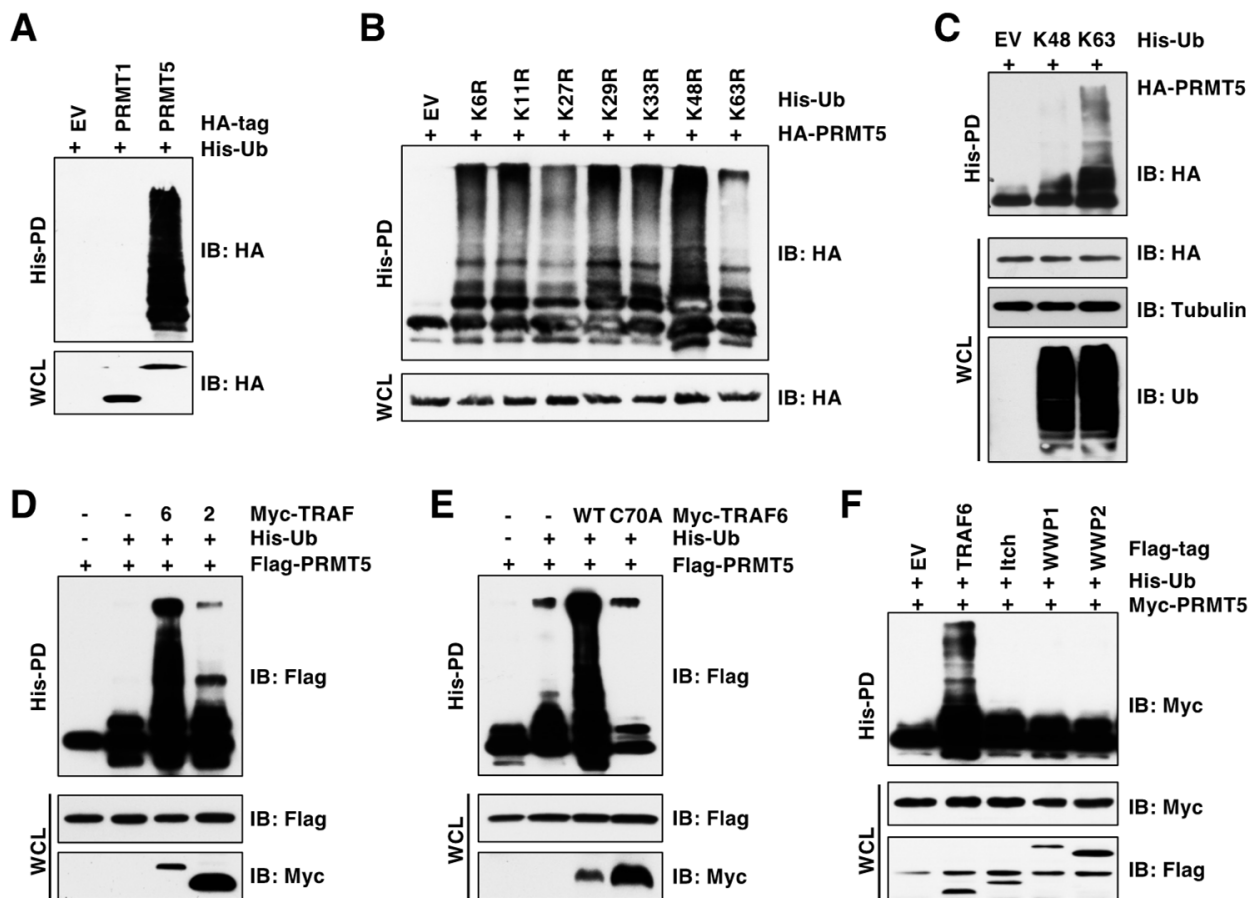 A
EV
PRMT1
PRMT5
HA-tag
+ + + His-Ub
His-PD
IB: HA
WCL
IB: HA
B
EV
K6R
K11R
K27R
K29R
K33R
K48R
K63R
His-Ub
+ + + + + + + + HA-PRMT5
His-PD
IB: HA
WCL
IB: HA
C
EV K48 K63 His-Ub
+ + + HA-PRMT5
His-PD
IB: HA
WCL
IB: HA
IB: Tubulin
IB: Ub
D
- - 6 2 Myc-TRAF
- + + + His-Ub
+ + + + Flag-PRMT5
His-PD
IB: Flag
WCL
IB: Flag
IB: Myc
E
- - WT C70A Myc-TRAF6
- + + + His-Ub
+ + + + Flag-PRMT5
His-PD
IB: Flag
WCL
IB: Flag
IB: Myc
F
EV
TRAF6
Itch
WWP1
WWP2
Flag-tag
+ + + + + His-Ub
+ + + + + Myc-PRMT5
His-PD
IB: Myc
WCL
IB: Myc
IB: Flag